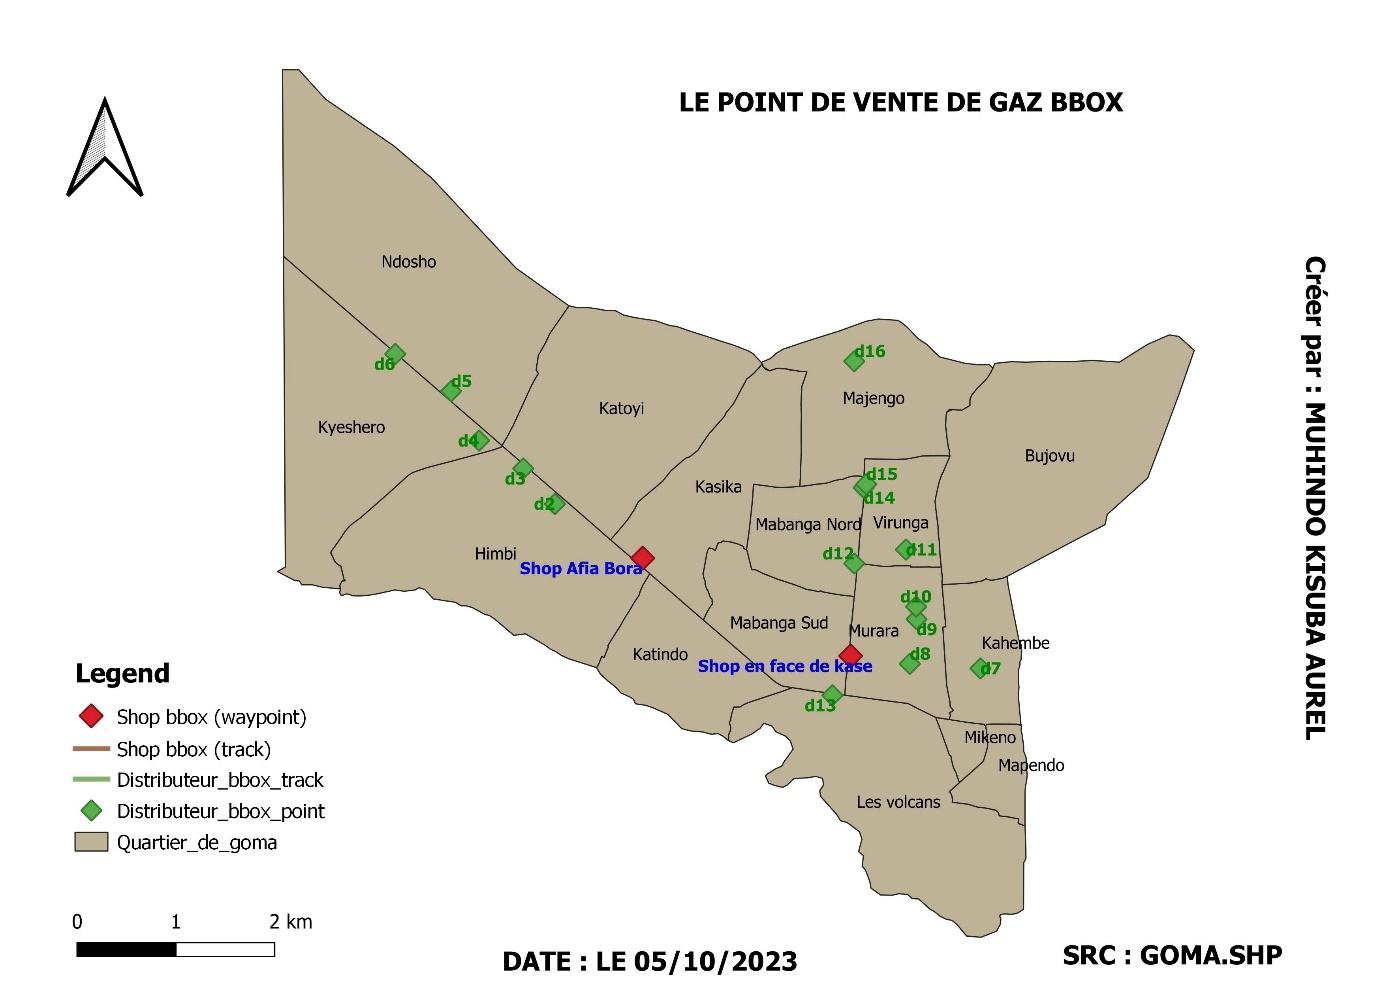 LE POINT DE VENTE DE GAZ BBOX
Créer par : MUHINDO KISUBA AUREL
Ndosho
d6
d5
Kyeshero
d4
d3
d2
Katoyi
Kasika
Himbi
Shop Afia Bora
Katindo
d16
Majengo
Bujovu
d15
d14
Mabanga Nord
Virunga
d12
d11
d10
d9
Mabanga Sud
Murara
Kahembe
Shop en face de kase
d8
d7
d13
Mikeno
Mapendo
Les volcans
Legend
Shop bbox (waypoint)
Shop bbox (track)
Distributeur_bbox_track
Distributeur_bbox_point
Quartier_de_goma
0 1 2 km
DATE : LE 05/10/2023
SRC : GOMA.SHP